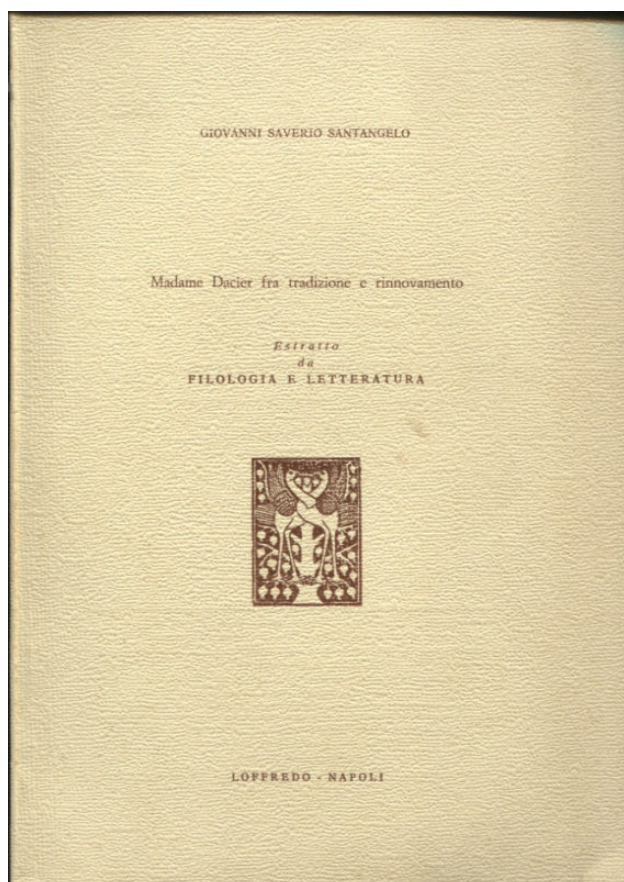 GIOVANNI SAVERIO SANTANGELO
Madame Dacier fra tradizione e rinnovamento
Estratto
da
FILOLOGIA E LETTERATURA
LOFFREDO - NAPOLI